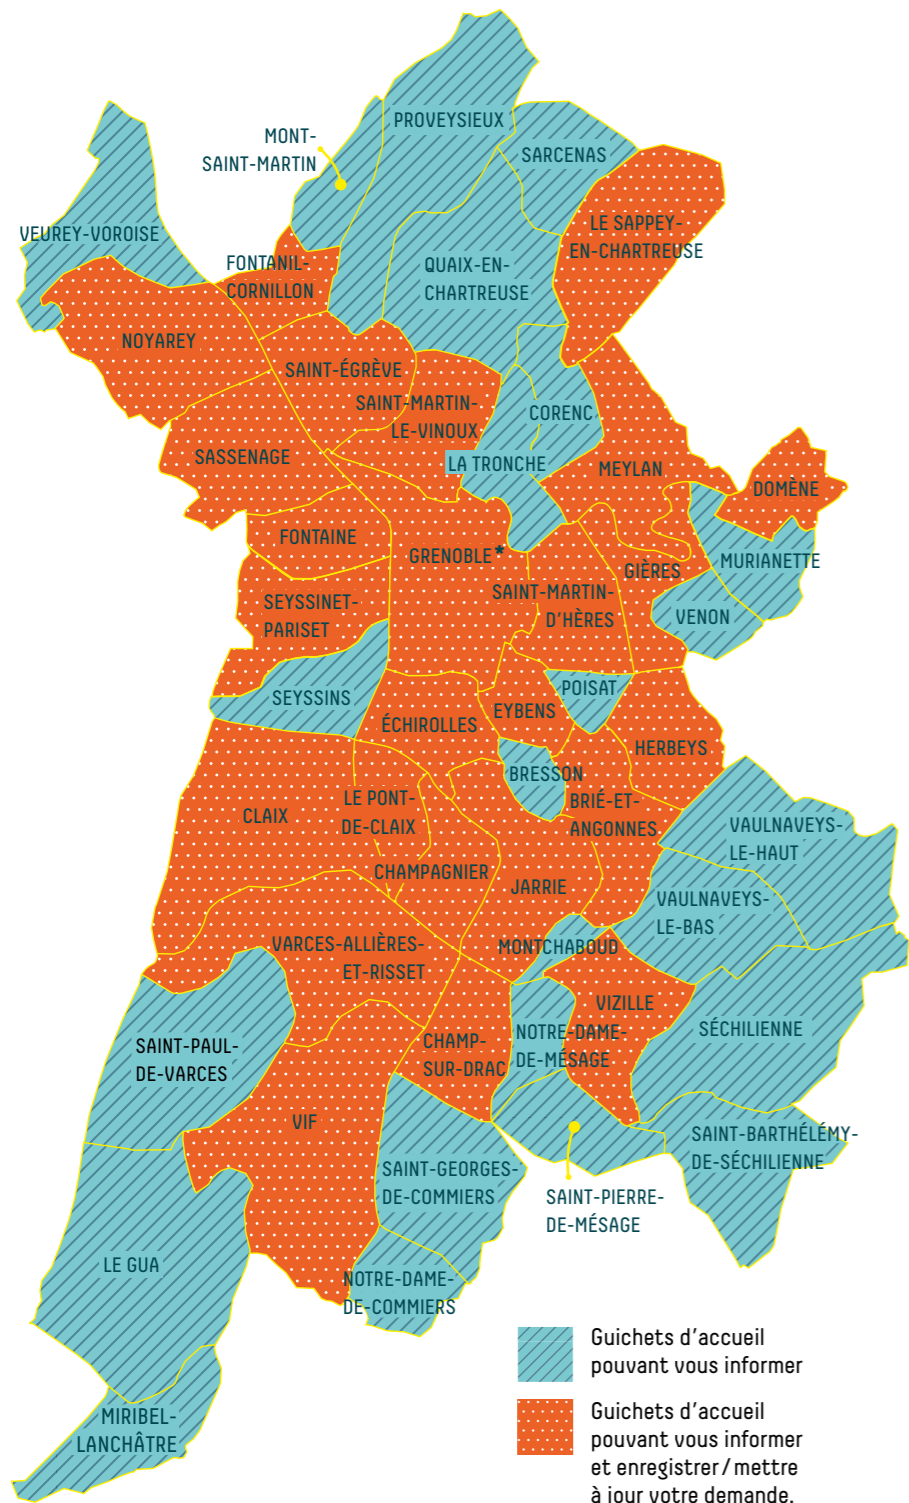 PROVEYSIEUX
MONT-
SAINT-MARTIN
SARCENAS
VEUREY-VOROISE
LE SAPPEY-
EN-CHARTREUSE
FONTANIL-
CORNILLON
QUAIX-EN-
CHARTREUSE
NOYAREY
SAINT-ÉGRÈVE
SAINT-MARTIN-
LE-VINOUX
CORENC
SASSENAGE
LA TRONCHE
MEYLAN
DOMÈNE
FONTAINE
GRENOBLE*
GIÈRES
MURIANETTE
SAINT-MARTIN-
D'HÈRES
SEYSSINET-
PARISET
VENON
SEYSSINS
POISAT
EYBENS
ÉCHIROLLES
HERBEYS
BRESSON
CLAIX
LE PONT-
DE-CLAIX
BRIÉ-ET-
ANGONNES
VAULNAVEYS-
LE-HAUT
CHAMPAGNIER
JARRIE
VAULNAVEYS-
LE-BAS
VARCES-ALLIÈRES-
ET-RISSET
MONTCHABOUD
VIZILLE
SÉCHILIENNE
NOTRE-DAME-
DE-MÉSAGE
CHAMP-
SUR-DRAC
SAINT-PAUL-
DE-VARCES
VIF
SAINT-BARTHÉLÉMY-
DE-SÉCHILIENNE
SAINT-GEORGES-
DE-COMMIERS
SAINT-PIERRE-
DE-MÉSAGE
LE GUA
NOTRE-DAME-
DE-COMMIERS
MIRIBEL-
LANCHÂTRE
Guichets d'accueil
pouvant vous informer
Guichets d'accueil
pouvant vous informer
et enregistrer / mettre
à jour votre demande.